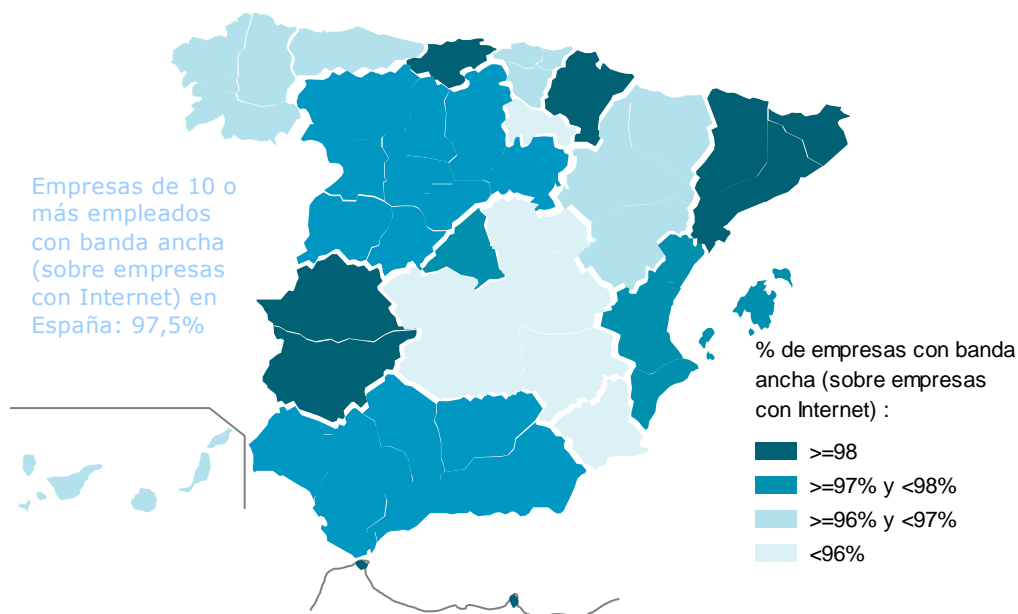 Empresas de 10 o
más empleados
con banda ancha
(sobre empresas
con Internet) en
España: 97,5%
% de empresas con banda
ancha (sobre empresas
con Internet) :
>=98
>=97% y <98%
>=96% y <97%
<96%